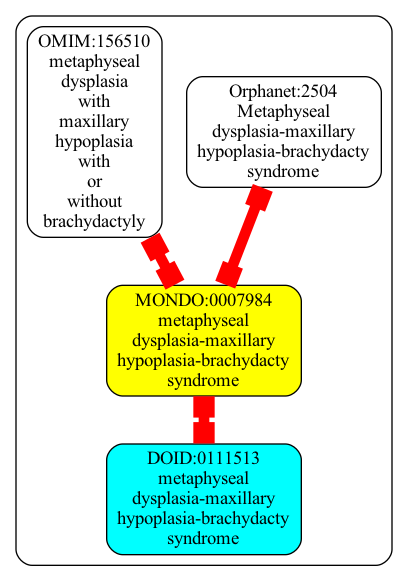 OMIM:156510
metaphyseal
dysplasia
with
maxillary
hypoplasia
with
or
without
brachydactyly
Orphanet:2504
Metaphyseal
dysplasia-maxillary
hypoplasia-brachydacty
syndrome
MONDO:0007984
metaphyseal
dysplasia-maxillary
hypoplasia-brachydacty
syndrome
DOID:0111513
metaphyseal
dysplasia-maxillary
hypoplasia-brachydacty
syndrome